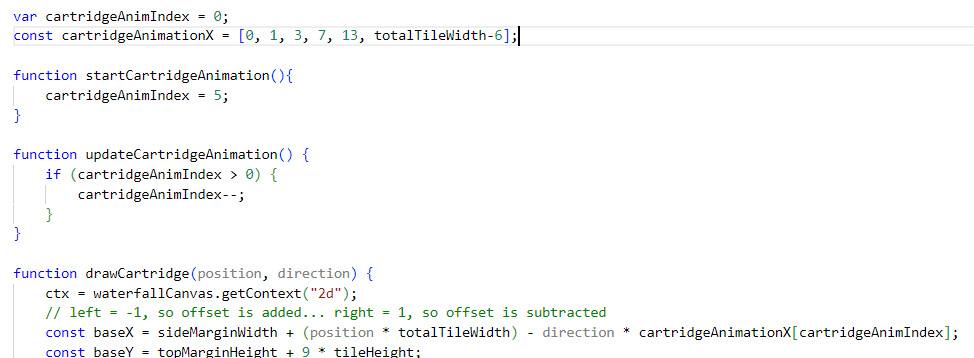 var cartridgeAnimIndex = 0;
const cartridgeAnimationX = [0, 1, 3, 7, 13, totalTileWidth-6];
function startCartridgeAnimation(){
cartridgeAnimIndex = 5;
}
function updateCartridgeAnimation() {
if (cartridgeAnimIndex > 0) {
cartridgeAnimIndex--;
}
}
function drawCartridge(position, direction) {
ctx = waterfallCanvas.getContext("2d");
// left = -1, so offset is added... right = 1, so offset is subtracted
const baseX = sideMarginWidth + (position * totalTileWidth) - direction * cartridgeAnimationX[cartridgeAnimIndex];
const baseY = topMarginHeight + 9 * tileHeight;